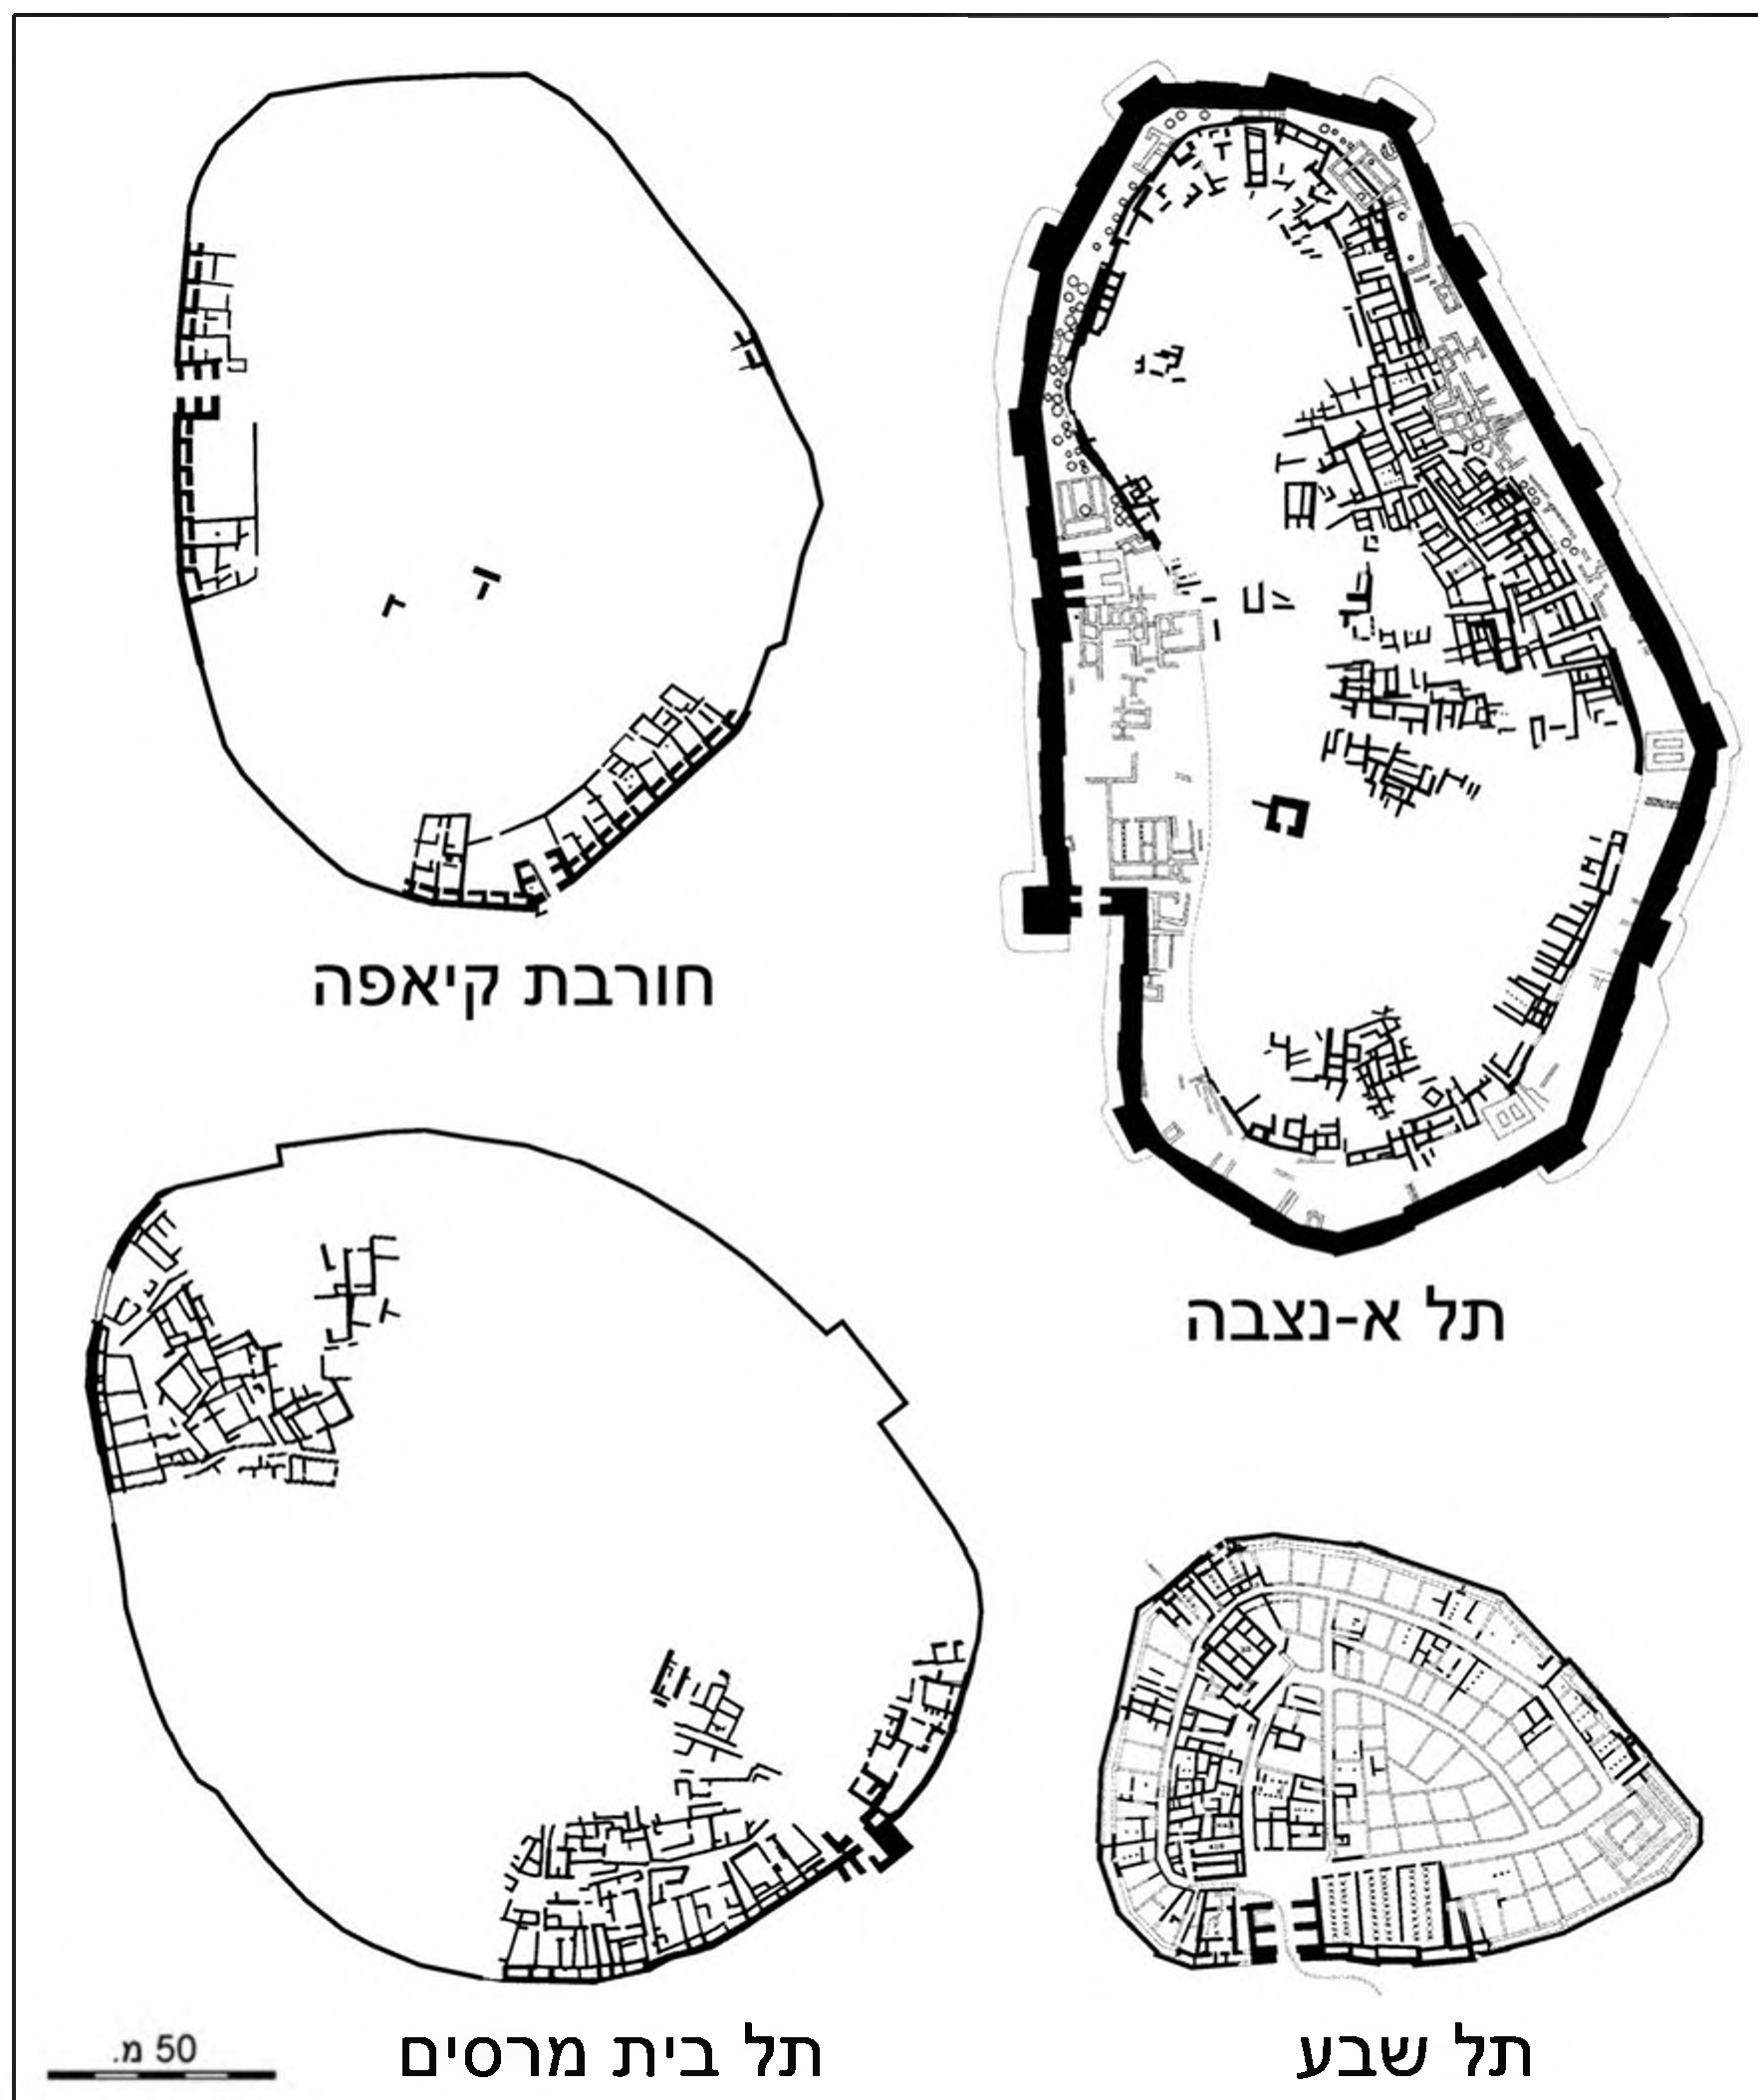 חורבת קיאפה
תל א-נצבה
תל בית מרסים
תל שבע
50 מ.